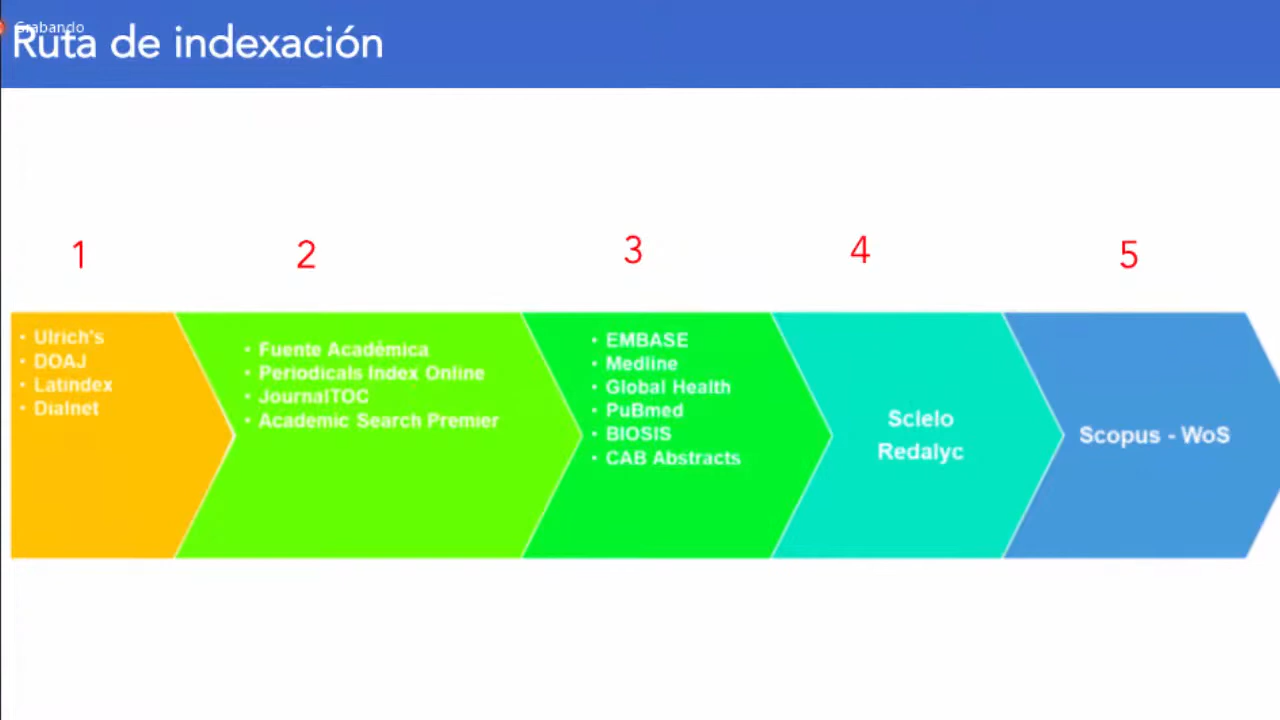 Grabando
Ruta de indexación
1
2
3
4
5
• Ulrich's
• DOAJ
• Latindex
• Dialnet
• Fuente Académica
• Periodicals Index Online
• JournalTOC
• Academic Search Premier
• EMBASE
• Medline
• Global Health
• PuBmed
• BIOSIS
• CAB Abstracts
Scielo
Redalyc
Scopus - WoS